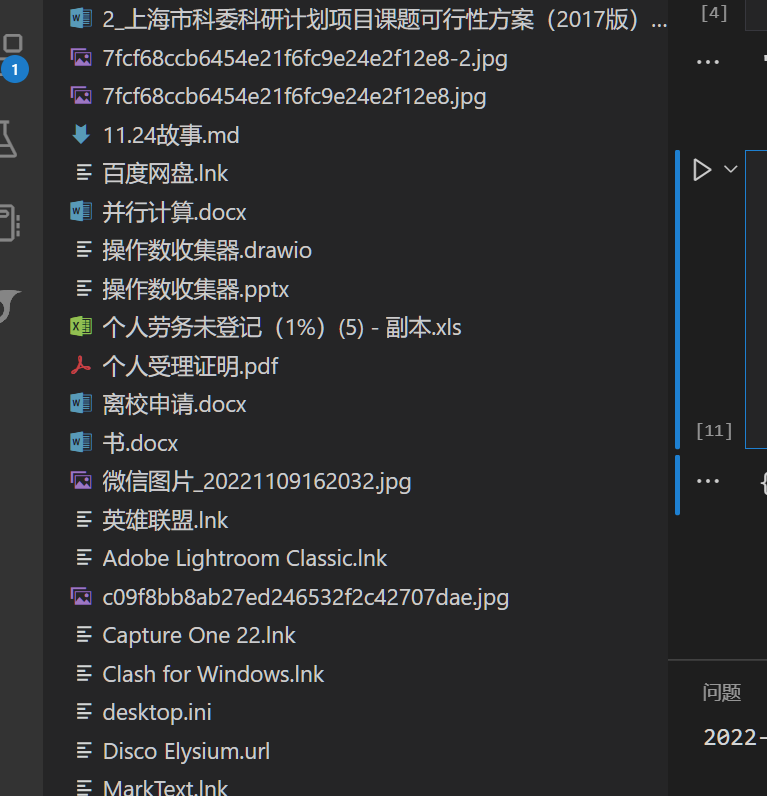 2_上海市科委科研计划项目课题可行性方案（2017版）...
7fcf68ccb6454e21f6fc9e24e2f12e8-2.jpg
7fcf68ccb6454e21f6fc9e24e2f12e8.jpg
11.24故事.md
百度网盘.lnk
并行计算.docx
操作数收集器.drawio
操作数收集器.pptx
个人劳务未登记（1%）(5) - 副本.xls
个人受理证明.pdf
离校申请.docx
书.docx
微信图片_20221109162032.jpg
英雄联盟.lnk
Adobe Lightroom Classic.lnk
c09f8bb8ab27ed246532f2c42707dae.jpg
Capture One 22.lnk
Clash for Windows.lnk
desktop.ini
Disco Elysium.url
MarkText.lnk
1
[4]
[11]
问题
2022-